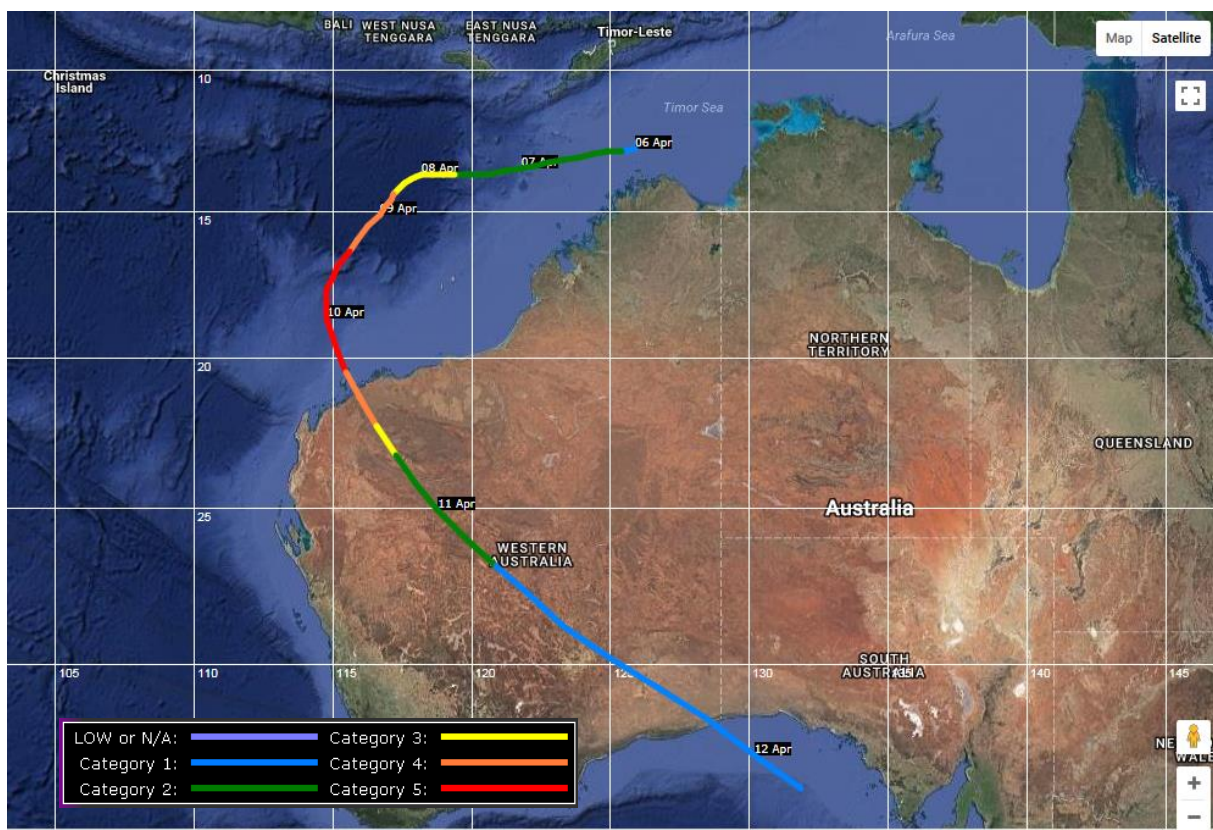 BALI
WEST NUSA
TENGGARA
EAST NUSA
TENGGARA
Timor-Leste
Arafura Sea
Map
Satellite
Christmas
Island
10
Timor Sea
06 Apr
07 Apr
08 Apr
09 Apr
15
10 Apr
NORTHERN
TERRITORY
20
QUEENSLAND
11 Apr
Australia
25
WESTERN
AUSTRALIA
SOUTH
AUSTRALIA
105
110
115
120
125
130
135
140
145
LOW or N/A:
Category 3:
Category 1:
Category 4:
Category 2:
Category 5:
12 Apr
+
−